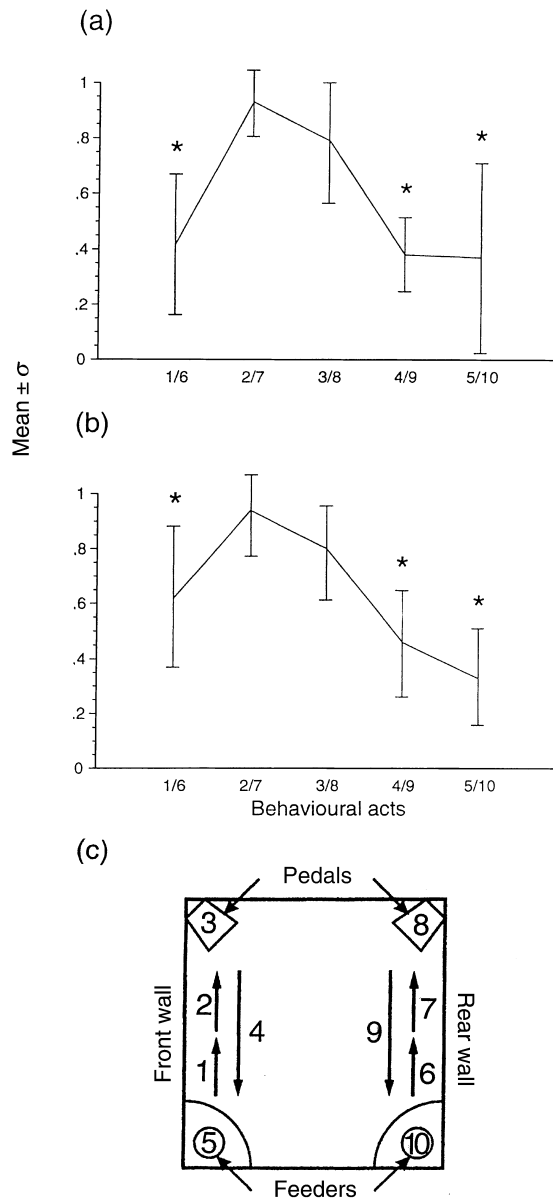 (a)
1
.8
.6
.4
.2
0
* * *
1/6 2/7 3/8 4/9 5/10
Mean ± σ
(b)
1
.8
.6
.4
.2
0
* * *
1/6 2/7 3/8 4/9 5/10
Behavioural acts
(c)
Pedals
3 8
Front wall
2 4 9 7
1 6
Rear wall
5 10
Feeders